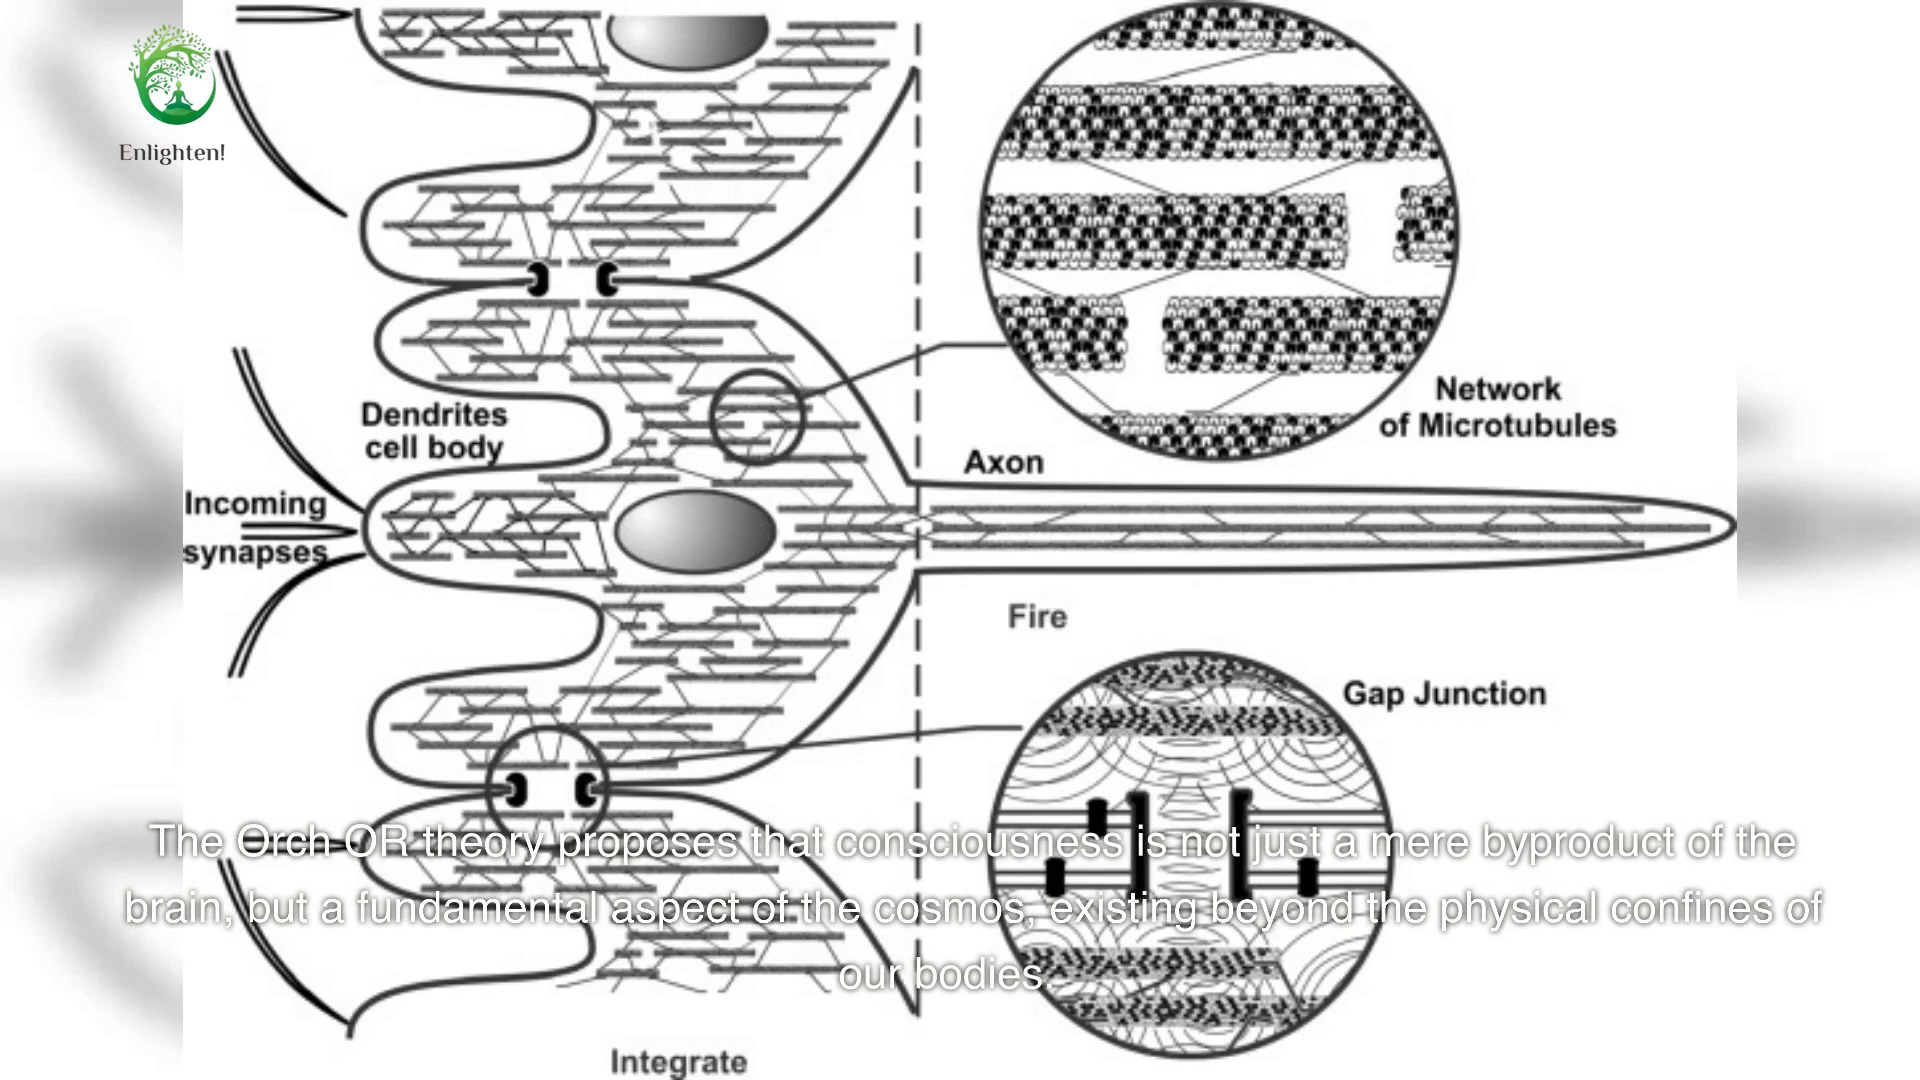 Enlighten!
Network
of Microtubules
Dendrites
cell body
Axon
Incoming
synapses
Fire
Gap Junction
The Orch OR theory proposes that consciousness is not just a mere byproduct of the
brain, but a fundamental aspect of the cosmos, existing beyond the physical confines of
our bodies.
Integrate